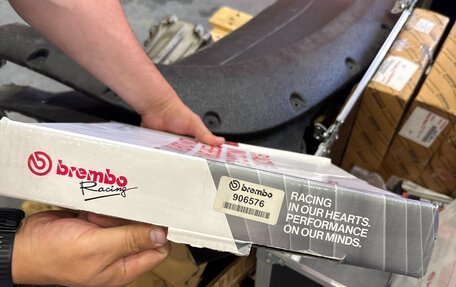 brembo
Racing
brembo
906576
RACING
IN OUR HEARTS.
PERFORMANCE
ON OUR MINDS.